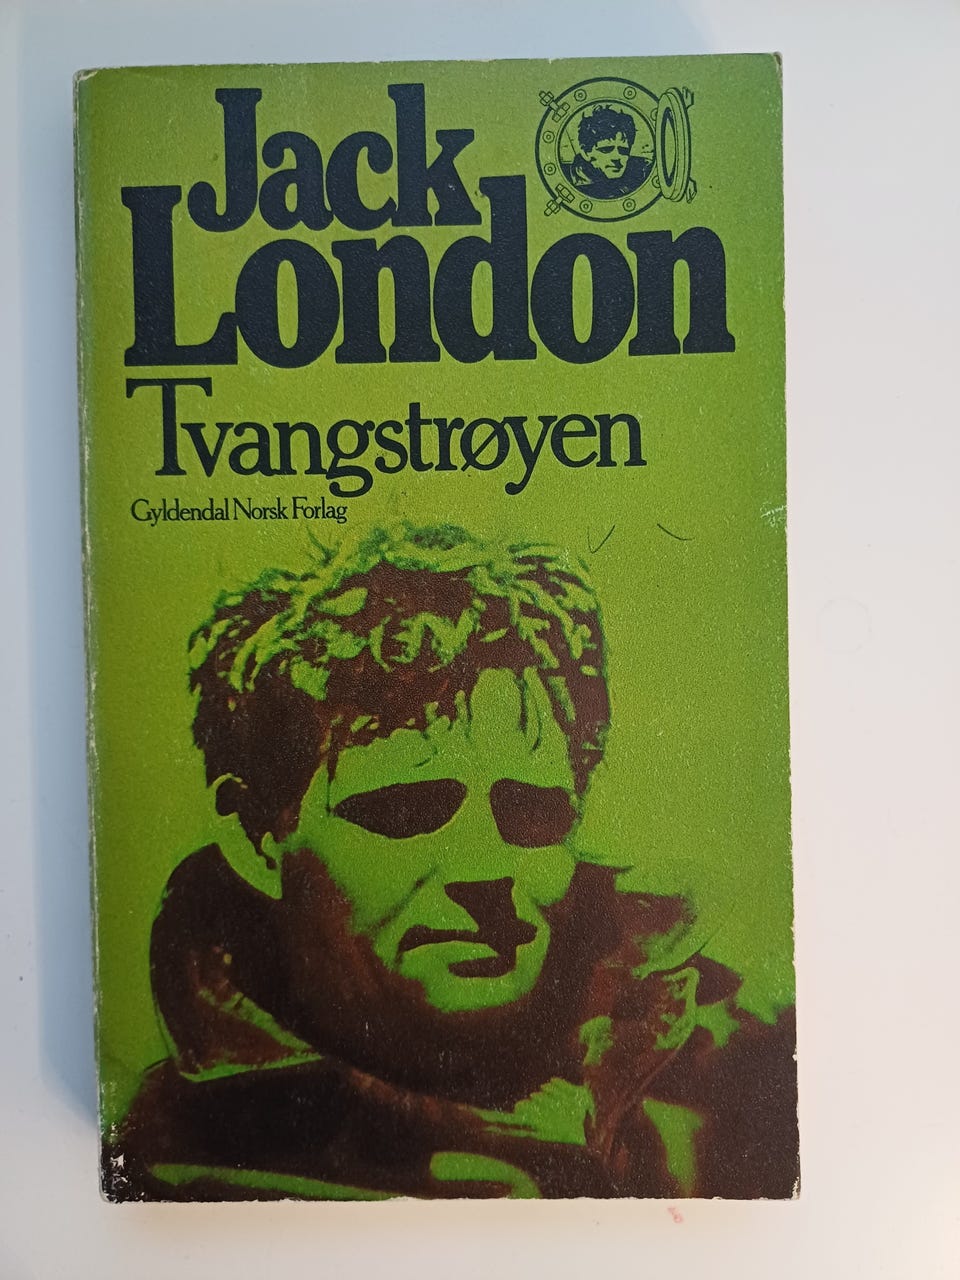 Jack
London
Tvangstrøyen
Gyldendal Norsk Forlag